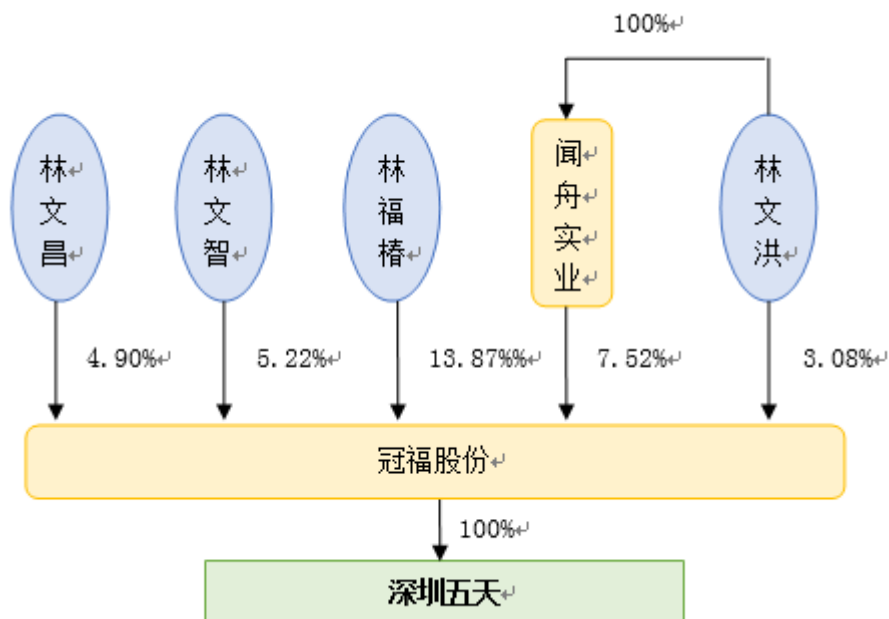 100%↵
林↵
文
昌↵
林↵
文
智↵
林
福
椿↵
闻↵
舟
实
业↵
林
文
洪↵
4.90%↵
5.22%↵
13.87%%↵
7.52%↵
3.08%↵
冠福股份↵
100%↵
深圳五天↵